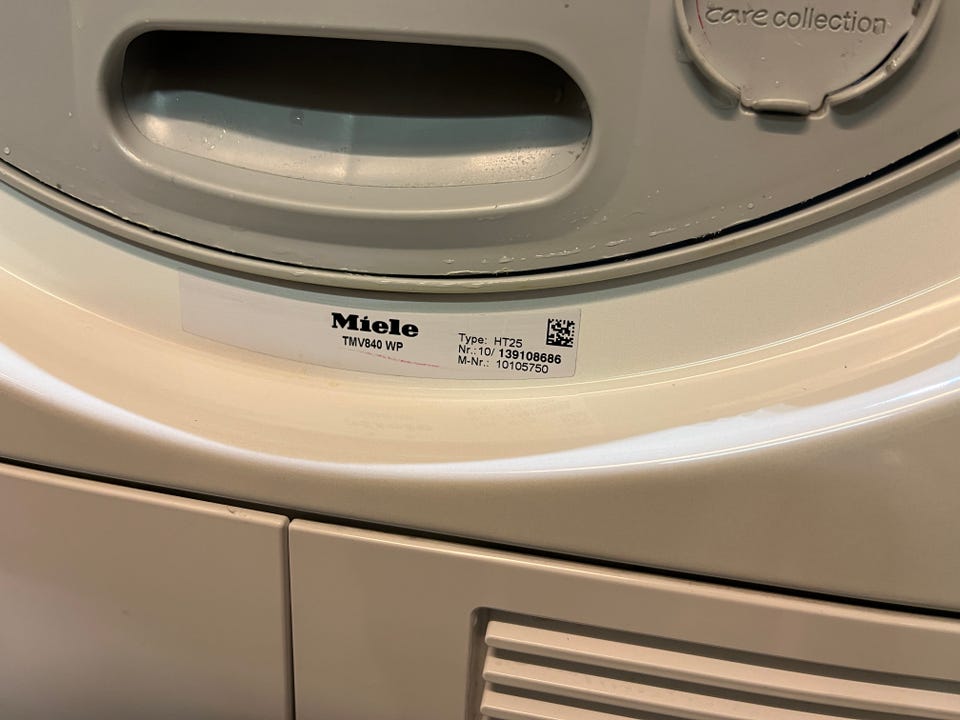 care collection
Miele
TMV840 WP
Type: HT25
Nr.: 10/ 139108686
M-Nr.: 10105750